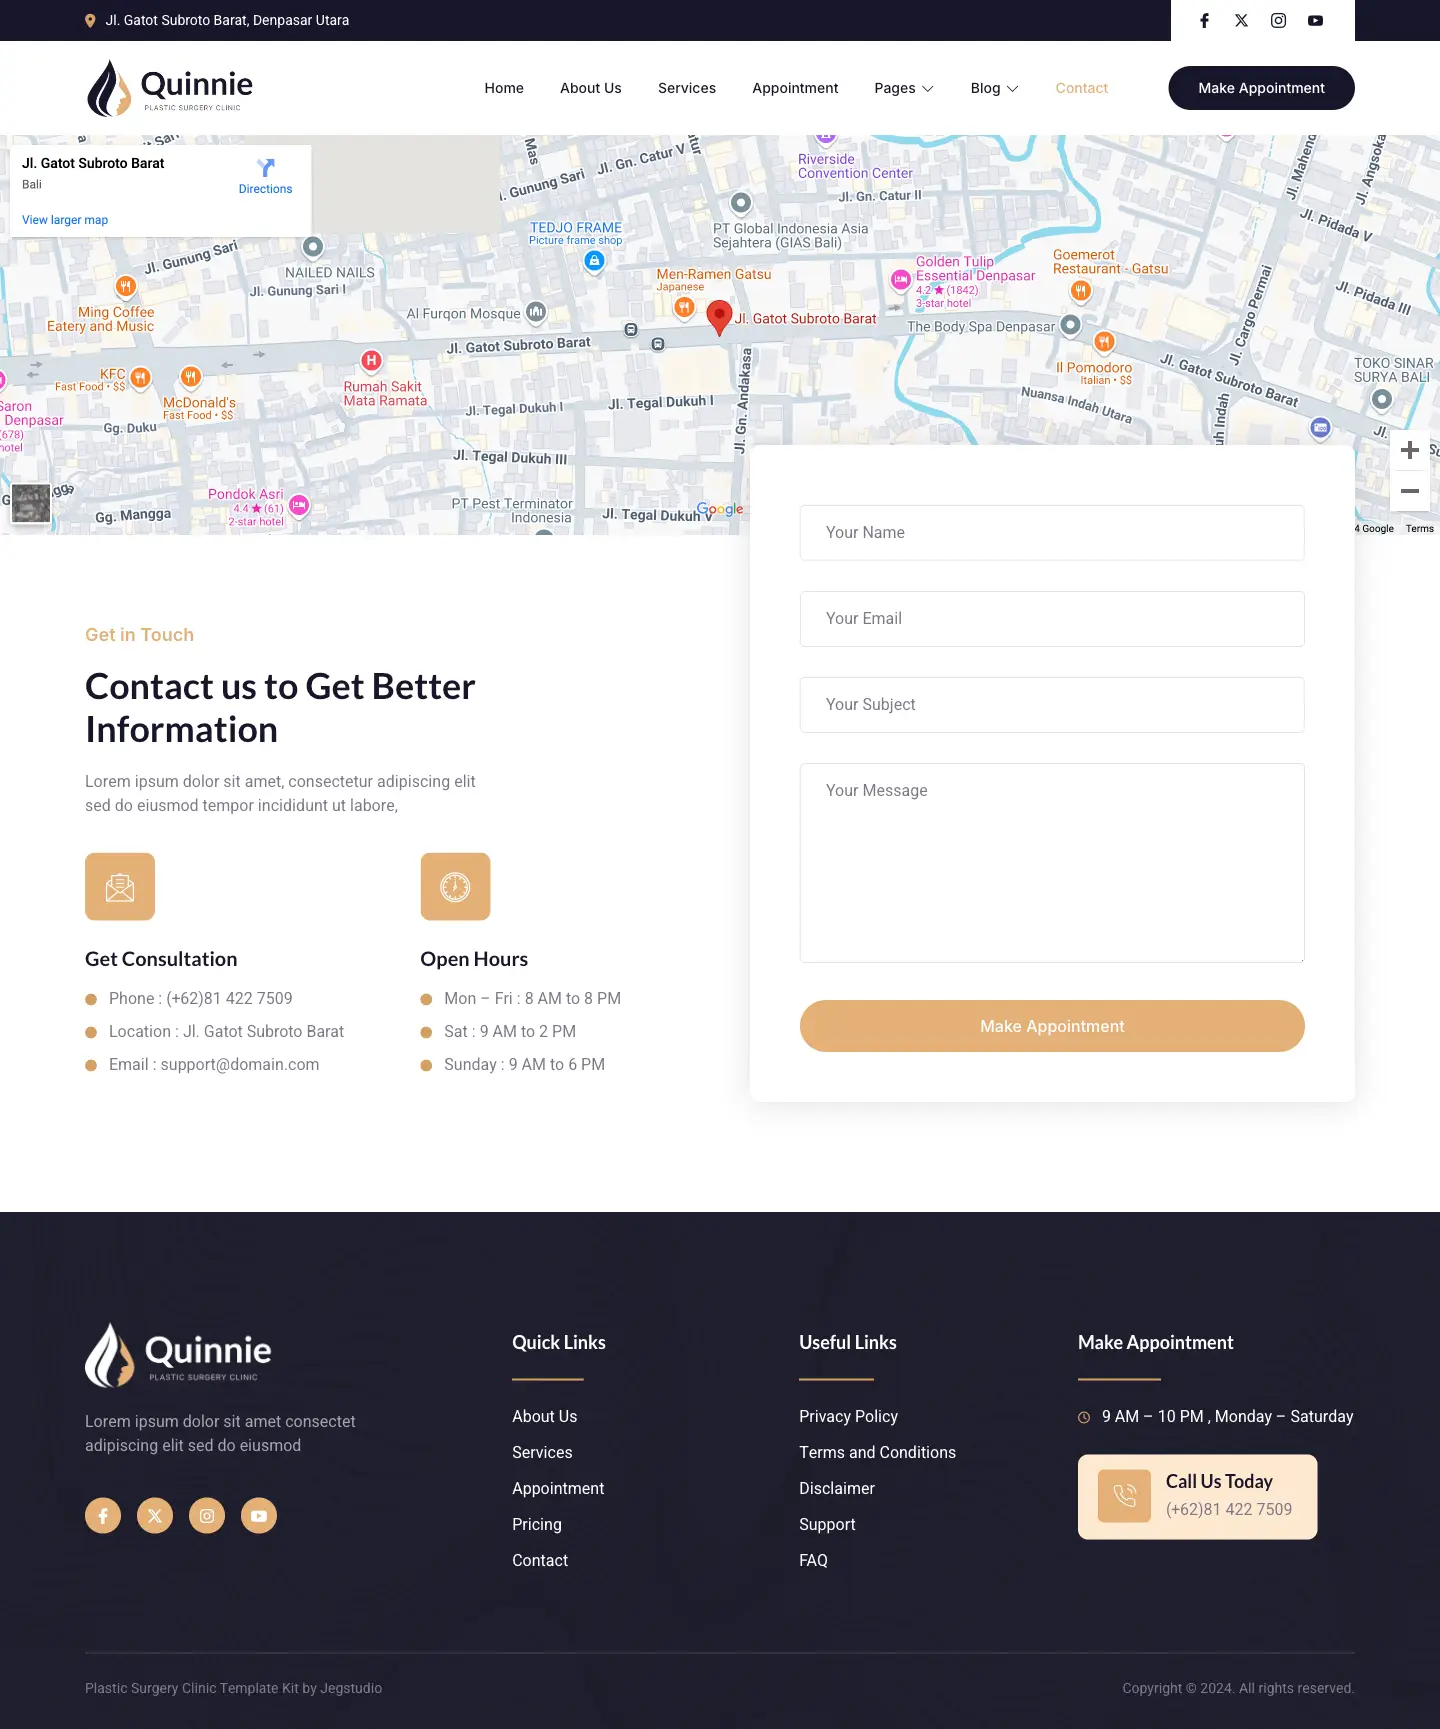 Jl. Gatot Subroto Barat, Denpasar Utara
Quinnie
PLASTIC SURGERY CLINIC
Home
About Us
Services
Appointment
Pages
Blog
Contact
Make Appointment
Jl. Gatot Subroto Barat
Bali
Directions
View larger map
Riverside
Convention Center
Jl. Gn. Catur V
Jl. Gn. Catur II
l. Gunung Sari
Jl. Mahend
Jl. Angsoka
Jl. Pidada V
TEDJO FRAME
Picture frame shop
PT Global Indonesia Asia
Sejahtera (GIAS Bali)
Jl. Gunung Sari
NAILED NAILS
Jl. Gunung Sari I
Men-Ramen Gatsu
Japanese
Golden Tulip
Essential Denpasar
4.2 ★ (1842)
3-star hotel
Goemerot
Restaurant - Gatsu
Jl. Cargo Permai
Jl. Pidada III
Ming Coffee
Eatery and Music
Al Furqon Mosque
Jl. Gatot Subroto Barat
The Body Spa Denpasar
Jl. Gatot Subroto Barat
KFC
Fast Food • $$
McDonald's
Fast Food • $$
Rumah Sakit
Mata Ramata
Jl. Gn. Andakasa
Il Pomodoro
Italian • $$
Jl. Gatot Subroto Barat
TOKO SINAR
SURYA BALI
Saron
Denpasar
(678)
hotel
Gg. Duku
Jl. Tegal Dukuh I
Jl. Tegal Dukuh I
Nuansa Indah Utara
uh Indah
Jl. Tegal Dukuh III
Pondok Asri
4.4 ★ (61)
2-star hotel
Gg. Mangga
PT Pest Terminator
Indonesia
Jl. Tegal Dukuh V
Google
4 Google
Terms
Your Name
Your Email
Your Subject
Your Message
Make Appointment
Get in Touch
Contact us to Get Better
Information
Lorem ipsum dolor sit amet, consectetur adipiscing elit
sed do eiusmod tempor incididunt ut labore,
Get Consultation
Phone : (+62)81 422 7509
Location : Jl. Gatot Subroto Barat
Email : support@domain.com
Open Hours
Mon – Fri : 8 AM to 8 PM
Sat : 9 AM to 2 PM
Sunday : 9 AM to 6 PM
Quinnie
PLASTIC SURGERY CLINIC
Lorem ipsum dolor sit amet consectet
adipiscing elit sed do eiusmod
Quick Links
About Us
Services
Appointment
Pricing
Contact
Useful Links
Privacy Policy
Terms and Conditions
Disclaimer
Support
FAQ
Make Appointment
9 AM – 10 PM , Monday – Saturday
Call Us Today
(+62)81 422 7509
Plastic Surgery Clinic Template Kit by Jegstudio
Copyright © 2024. All rights reserved.